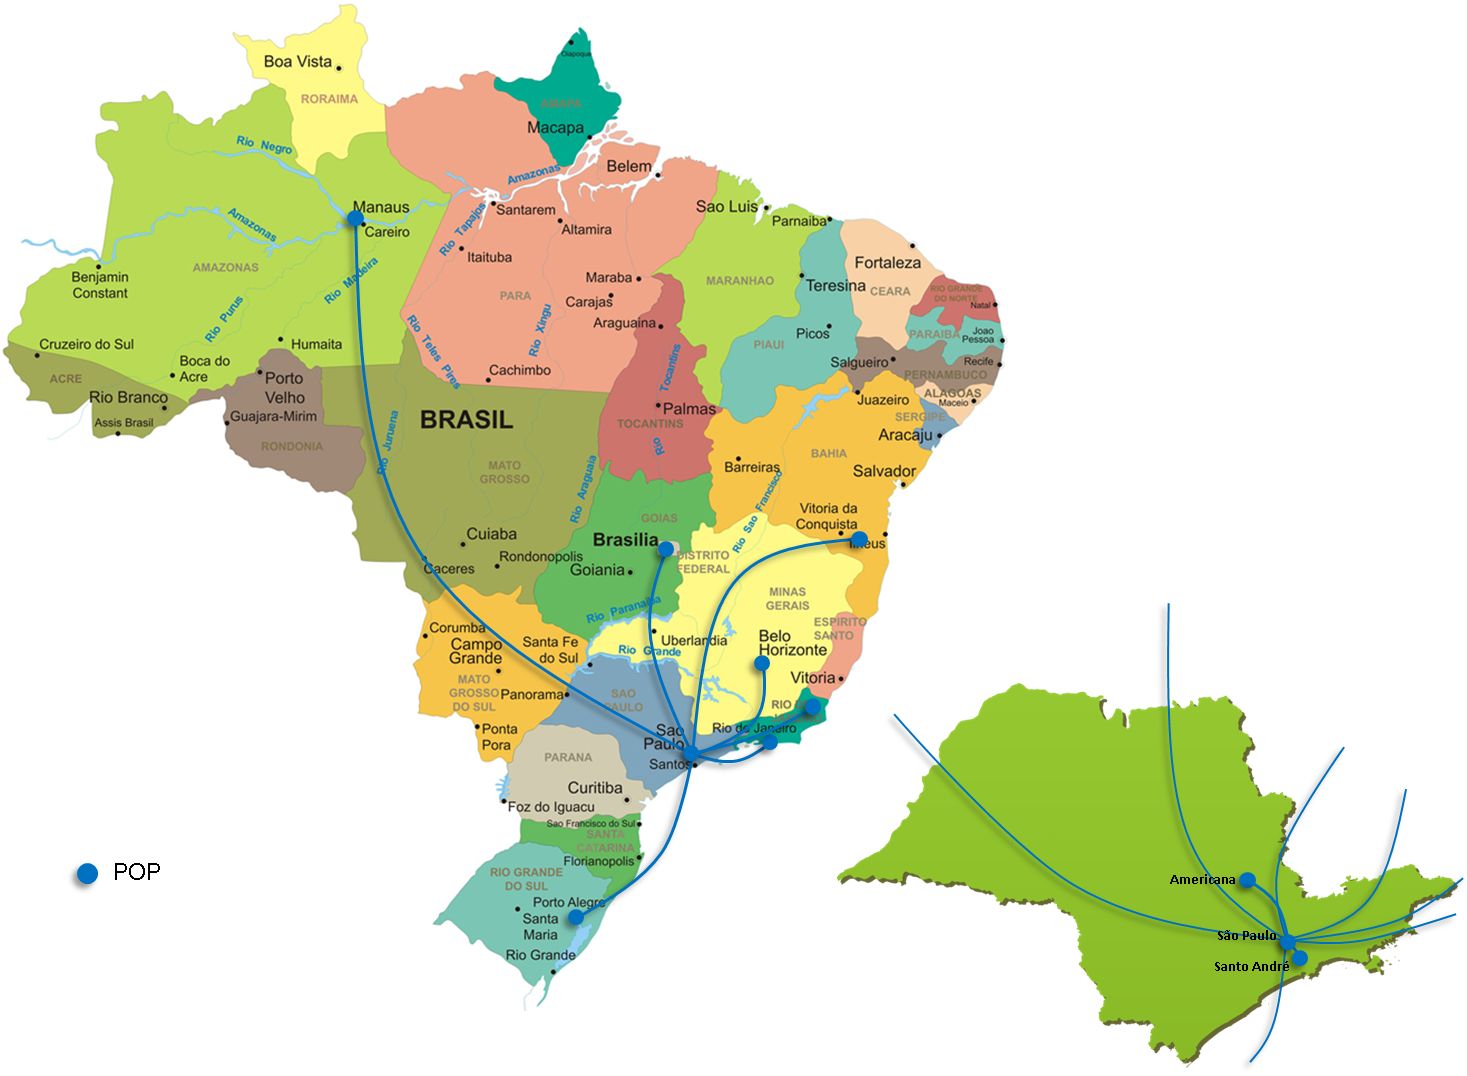 Boa Vista
RORAIMA
Oiapoque
AMAPA
Macapa
Rio Negro
Belem
Amazonas
Manaus
Careiro
Amazonas
Santarem
Altamira
Rio Tapajos
Itaituba
Sao Luis
Parnaiba
Fortaleza
CEARA
Teresina
MARANHAO
AMAZONAS
Benjamin
Constant
Rio Madeira
Rio Purus
PARA
Maraba
Carajas
Araguaina
Rio Xingu
Rio Teles Pires
RIO GRANDE
DO NORTE
Natal
PARAIBA
Joao
Pessoa
Picos
PIAUI
Salgueiro
Recife
PERNAMBUCO
Cruzeiro do Sul
Humaita
Boca do
Acre
ACRE
Rio Branco
Assis Brasil
Porto
Velho
Guajara-Mirim
RONDONIA
Cachimbo
Tocantins
Palmas
TOCANTINS
Rio
BRASIL
Rio Juruena
MATO
GROSSO
Rio Araguaia
Juazeiro
ALAGOAS
Maceio
SERGIPE
Aracaju
BAHIA
Barreiras
Salvador
Rio Sao Francisco
Vitoria da
Conquista
Ilheus
Cuiaba
Rondonopolis
Caceres
GOIAS
Brasilia
DISTRITO
FEDERAL
Goiania
Rio Paranaiba
MINAS
GERAIS
ESPIRITO
SANTO
Corumba
Campo
Grande
Santa Fe
do Sul
Uberlandia
Rio Grande
Belo
Horizonte
Vitoria
MATO
GROSSO
DO SUL
Panorama
SAO
PAULO
RIO
Rio de Janeiro
Ponta
Pora
Sao
Paulo
Santos
PARANA
Curitiba
Foz do Iguacu
Sao Francisco do Sul
SANTA
CATARINA
Florianopolis
RIO GRANDE
DO SUL
Porto Alegre
Santa
Maria
Rio Grande
POP
Americana
São Paulo
Santo André